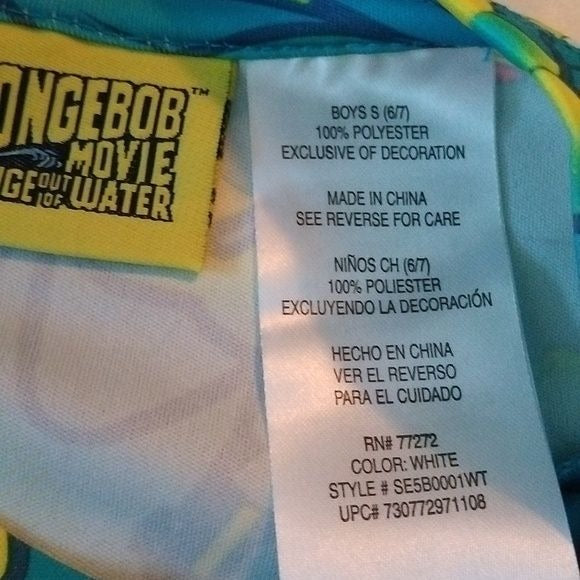 ONGEBOB™
MOVIE
NGE OUT OF WATER
BOYS S (6/7)
100% POLYESTER
EXCLUSIVE OF DECORATION
MADE IN CHINA
SEE REVERSE FOR CARE
NIÑOS CH (6/7)
100% POLIESTER
EXCLUYENDO LA DECORACIÓN
HECHO EN CHINA
VER EL REVERSO
PARA EL CUIDADO
RN# 77272
COLOR: WHITE
STYLE # SE5B0001WT
UPC# 730772971108